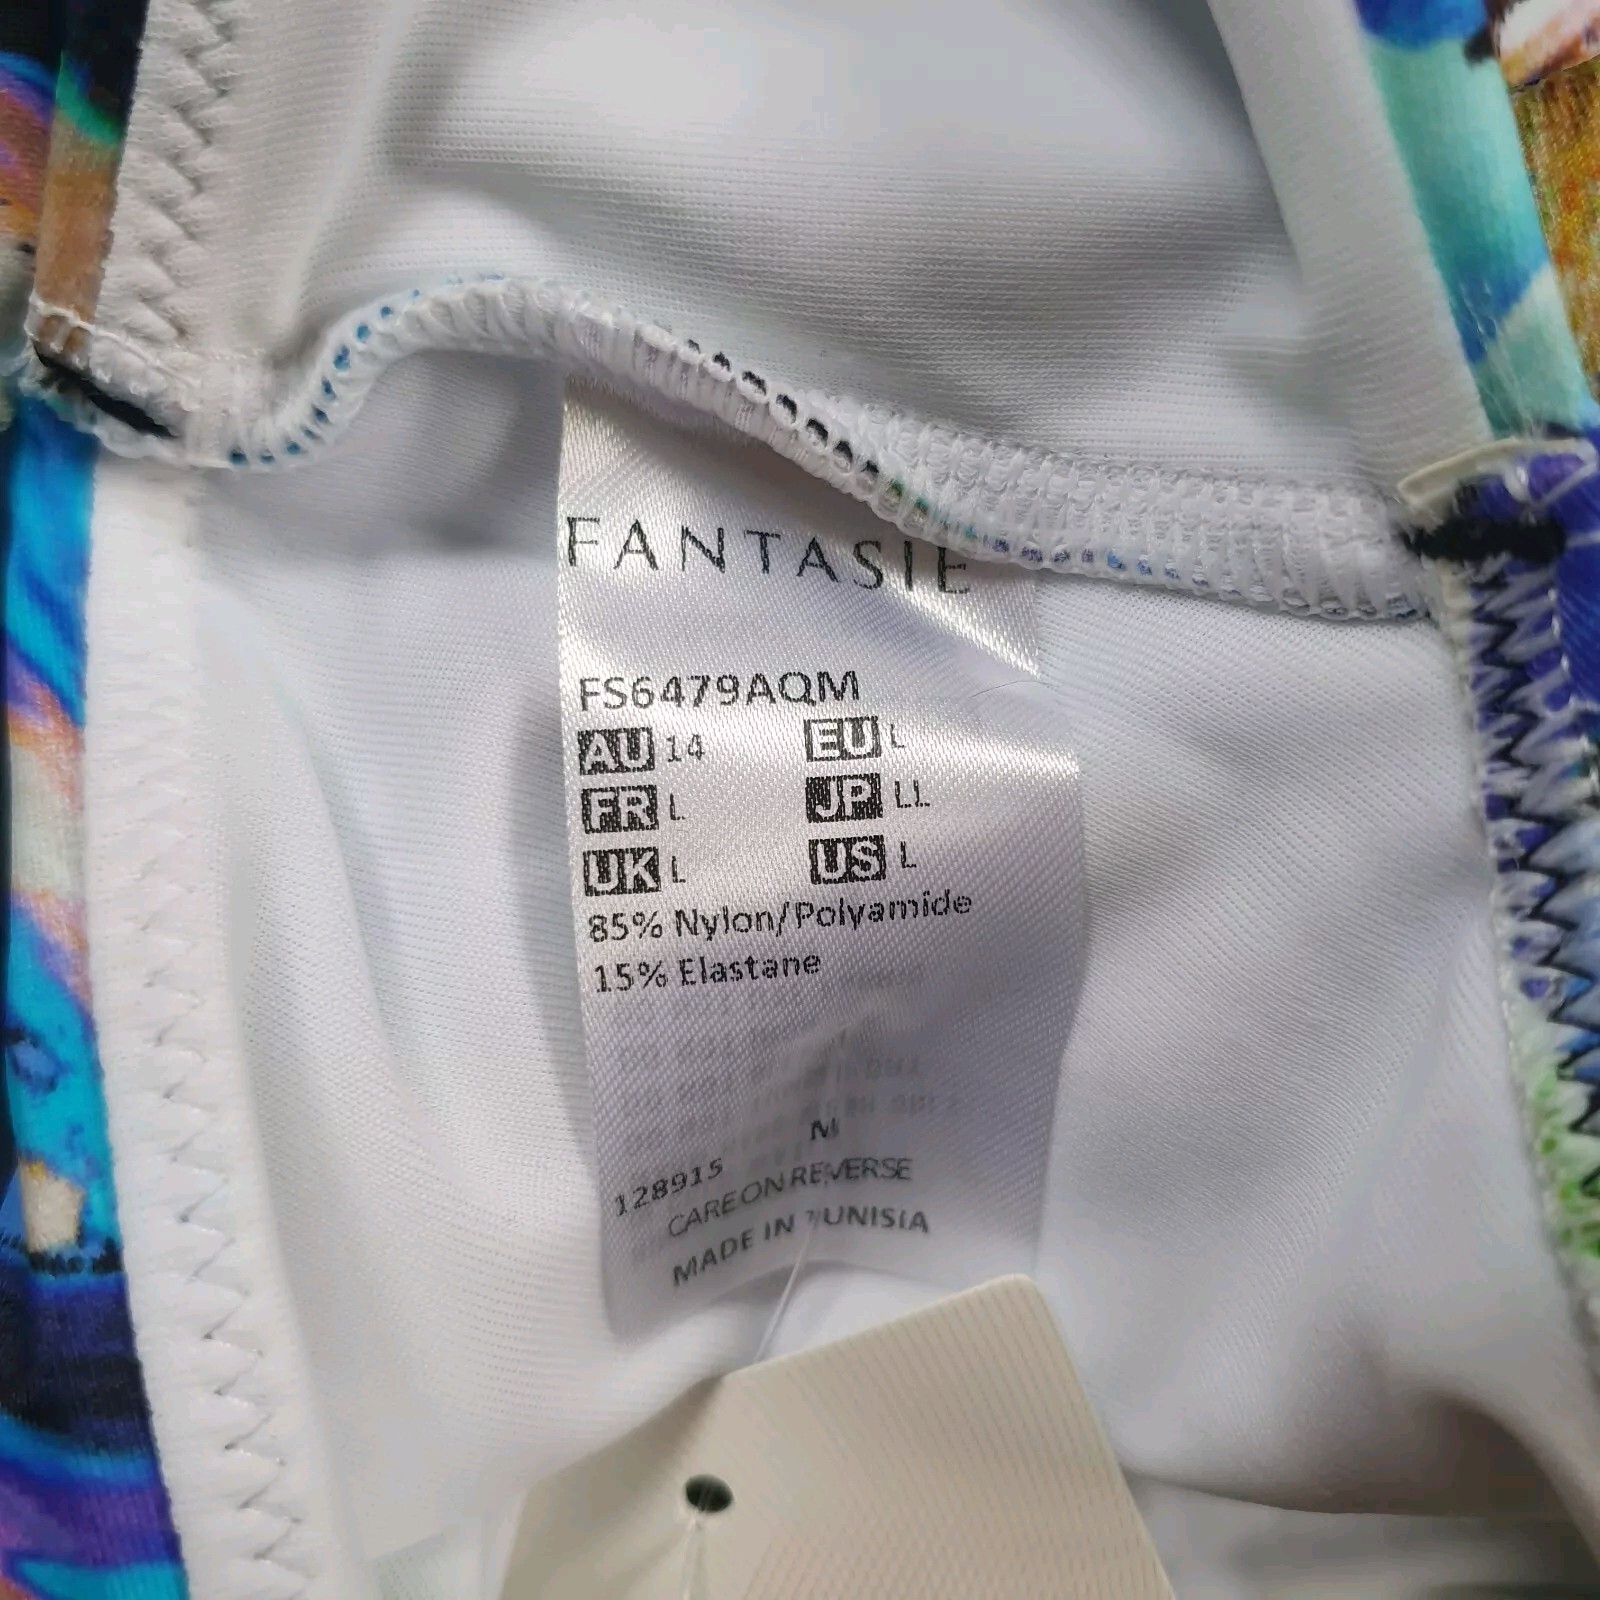 FANTASIE
FS6479AQM
AU 14 EU L
FR L JP LL
UK L US L
85% Nylon/Polyamide
15% Elastane
M
128915
CARE ON REVERSE
MADE IN TUNISIA